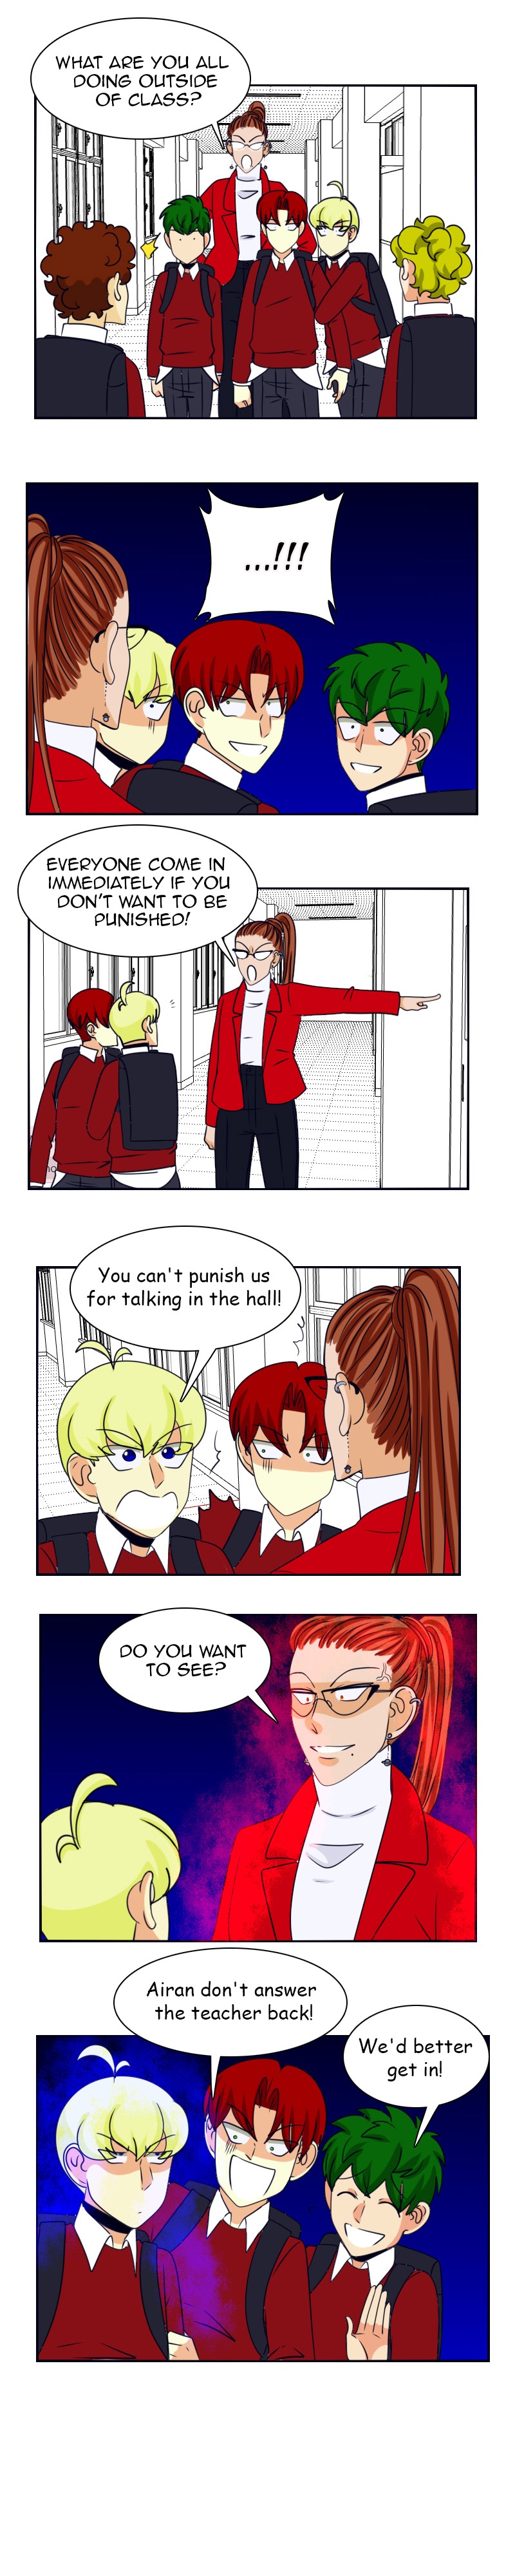 WHAT ARE YOU ALL
DOING OUTSIDE
OF CLASS?
...!!!
EVERYONE COME IN
IMMEDIATELY IF YOU
DON'T WANT TO BE
PUNISHED!
You can't punish us
for talking in the hall!
DO YOU WANT
TO SEE?
Airan don't answer
the teacher back!
We'd better
get in!